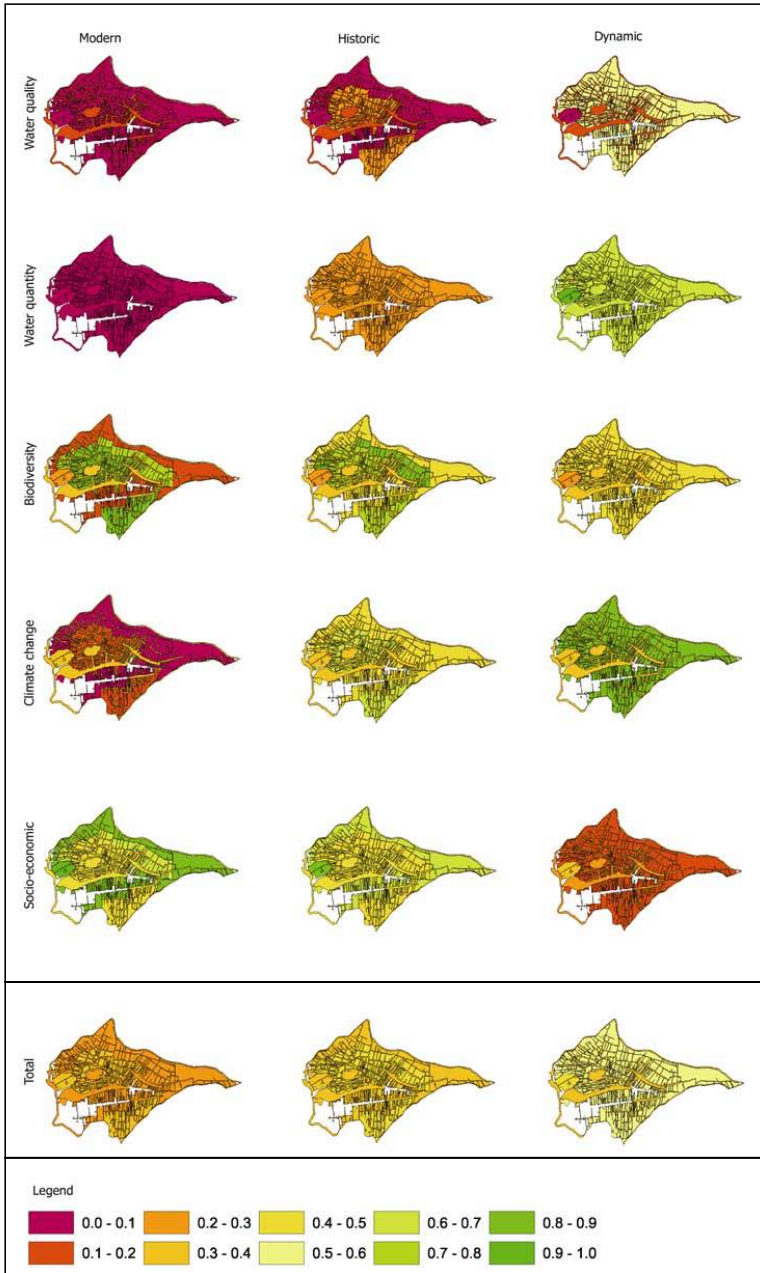 Modern Historic Dynamic
Water quality
Water quantity
Biodiversity
Climate change
Socio-economic
Total
Legend
0.0 - 0.1 0.2 - 0.3 0.4 - 0.5 0.6 - 0.7 0.8 - 0.9
0.1 - 0.2 0.3 - 0.4 0.5 - 0.6 0.7 - 0.8 0.9 - 1.0